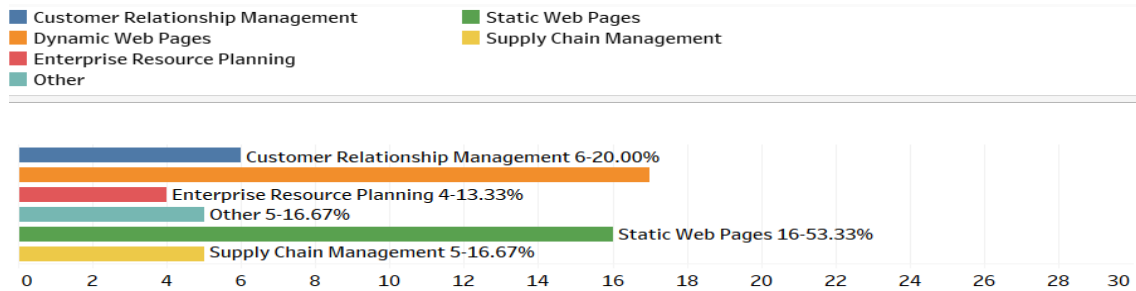 Customer Relationship Management
Static Web Pages
Dynamic Web Pages
Supply Chain Management
Enterprise Resource Planning
Other
Customer Relationship Management 6-20.00%
Enterprise Resource Planning 4-13.33%
Other 5-16.67%
Static Web Pages 16-53.33%
Supply Chain Management 5-16.67%
0 2 4 6 8 10 12 14 16 18 20 22 24 26 28 30